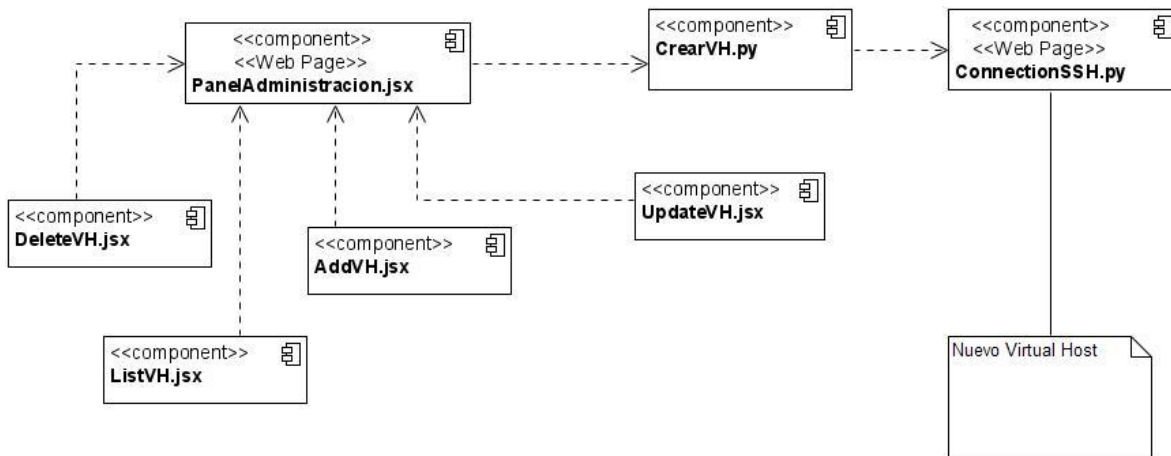 <<component>>
<<Web Page>>
PanelAdministracion.jsx
<<component>>
CrearVH.py
<<component>>
<<Web Page>>
ConnectionSSH.py
<<component>>
DeleteVH.jsx
<<component>>
AddVH.jsx
<<component>>
UpdateVH.jsx
<<component>>
ListVH.jsx
Nuevo Virtual Host